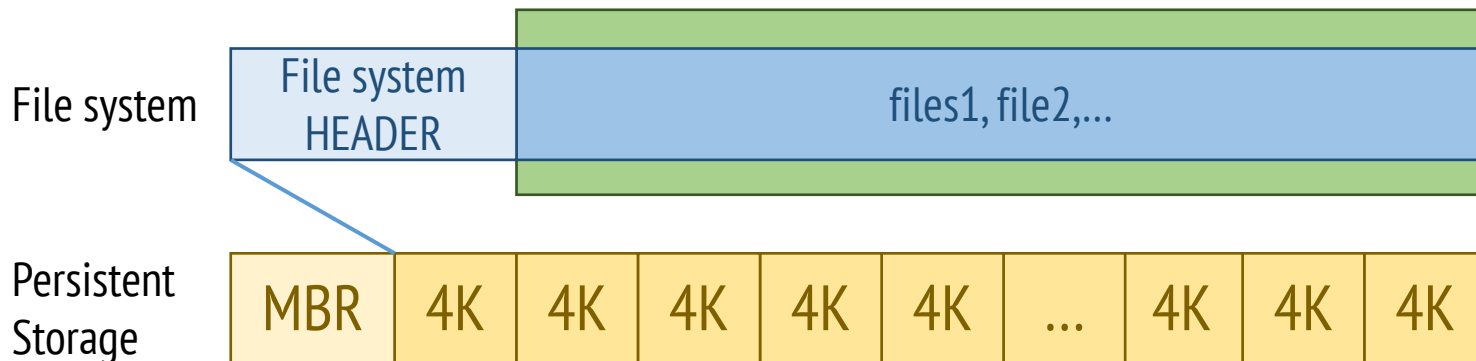 File system
File system
HEADER
files1, file2,...
Persistent
Storage
MBR 4K 4K 4K 4K 4K ... 4K 4K 4K